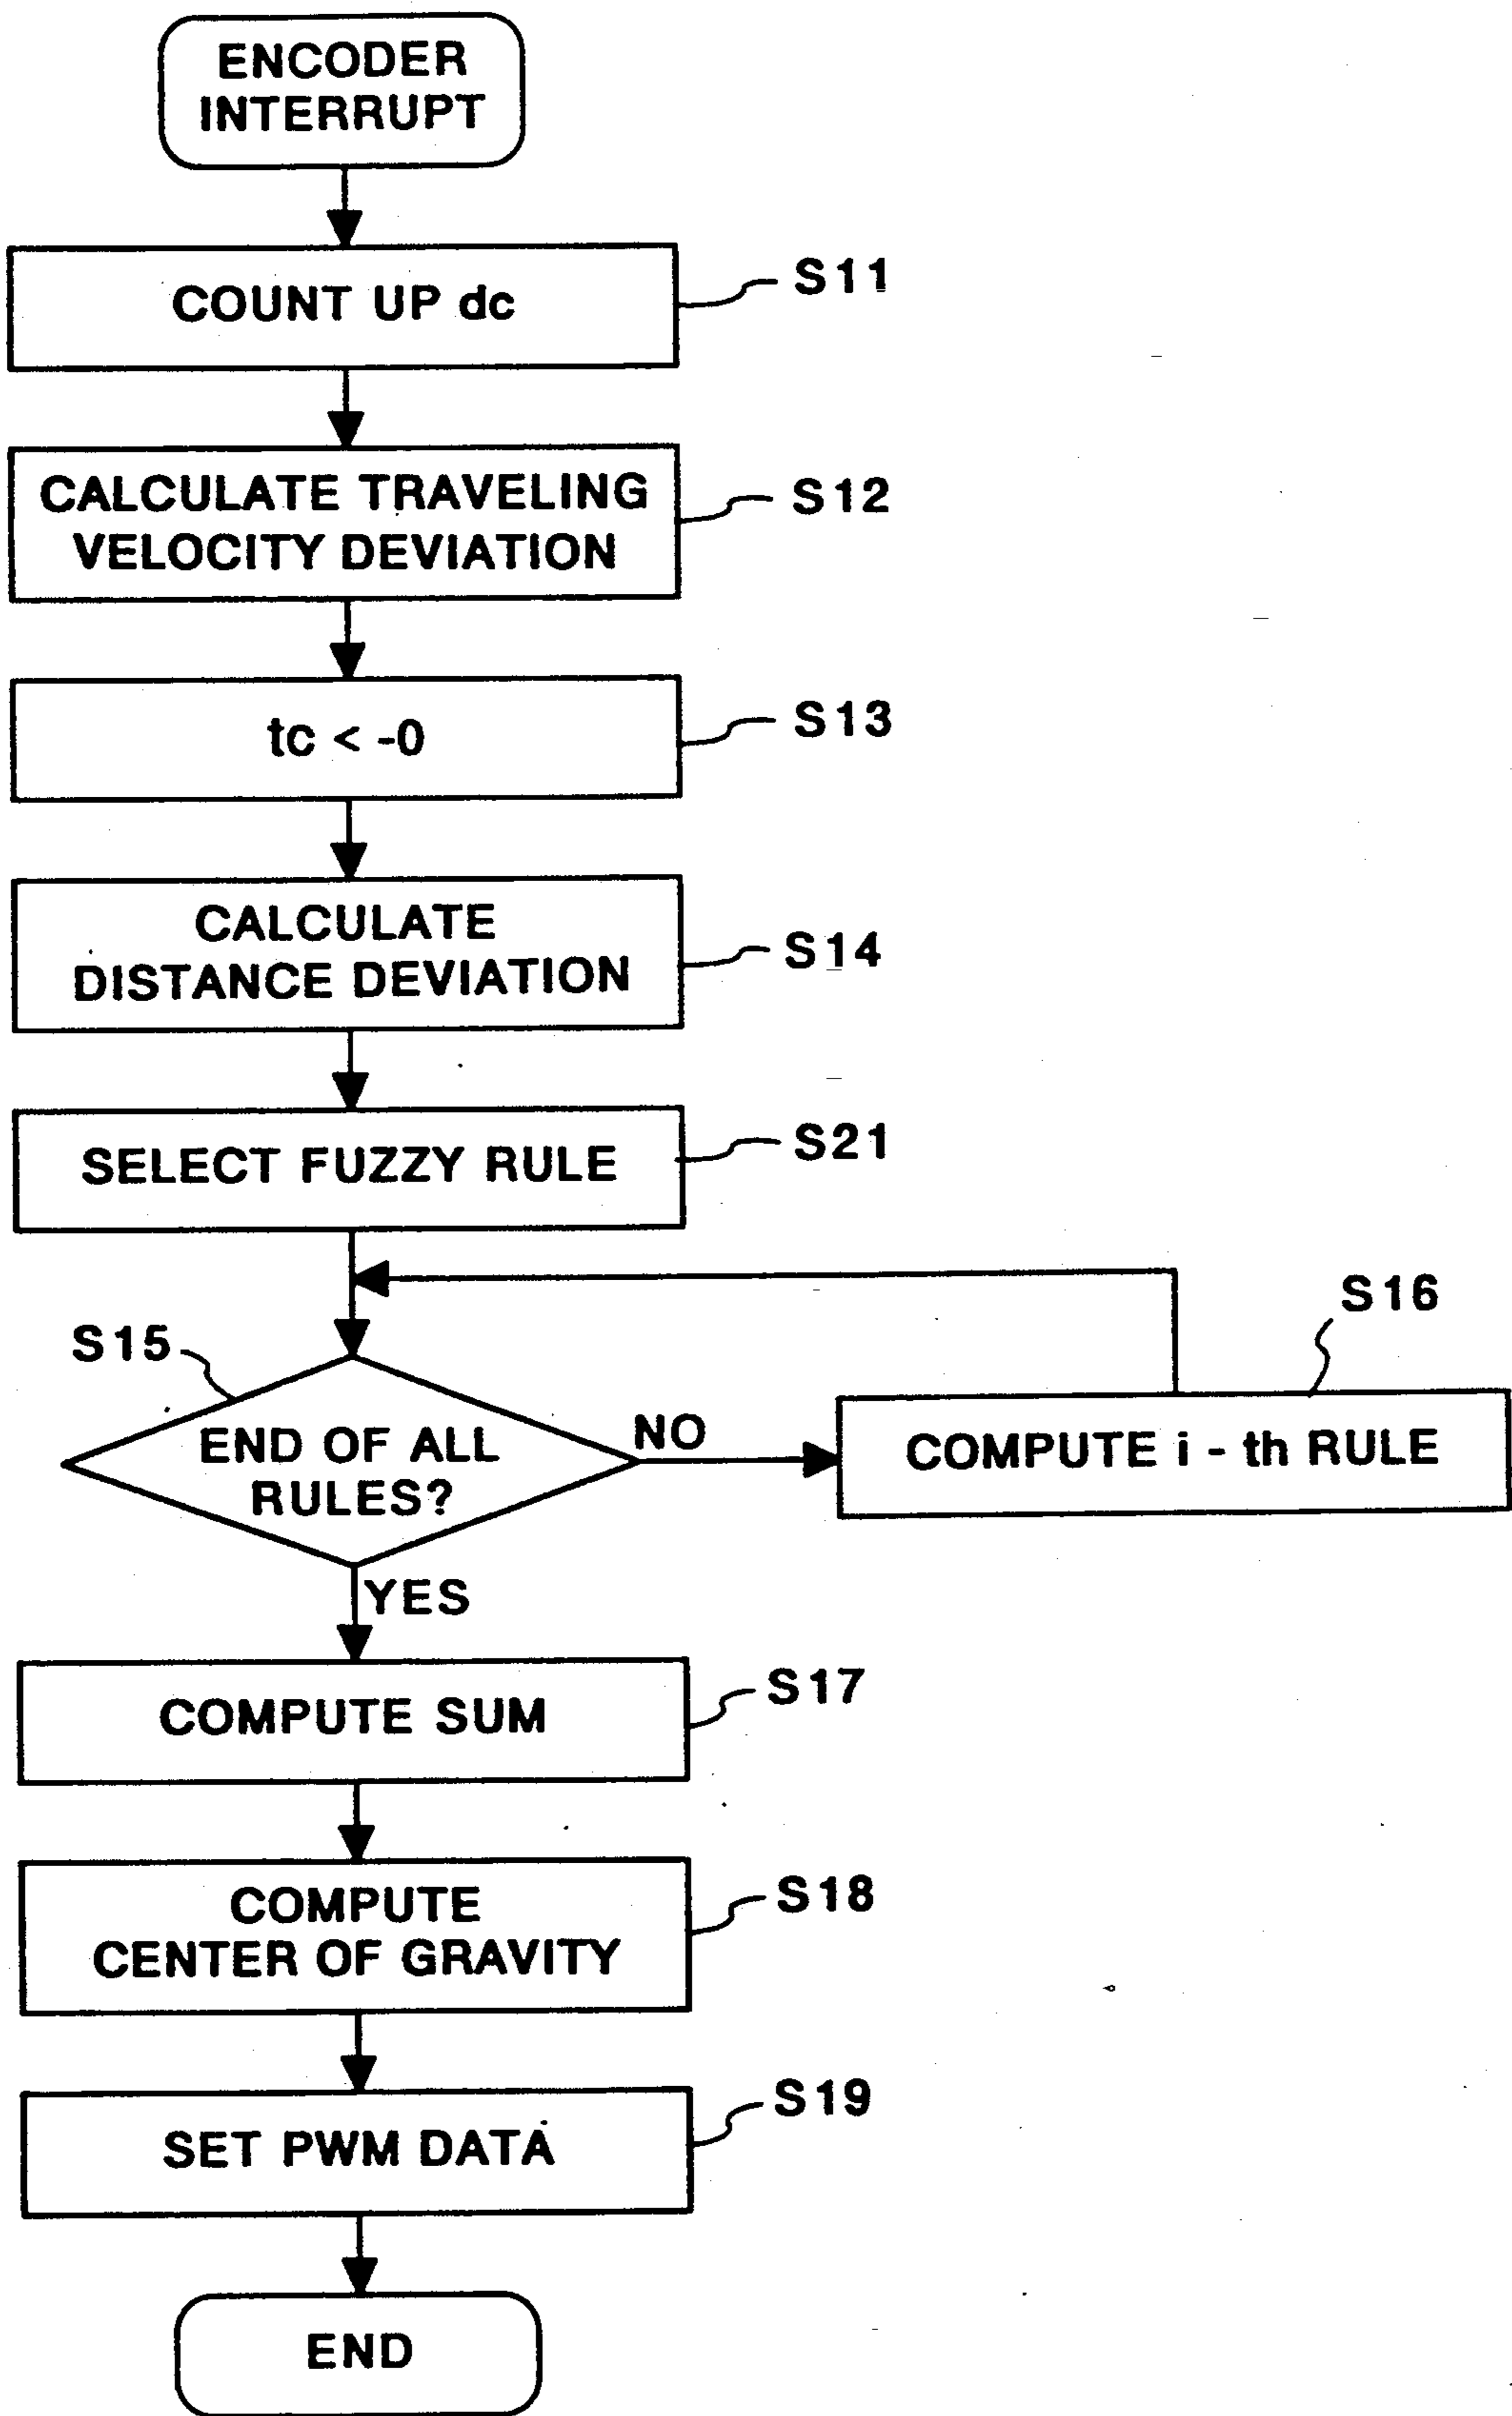 ENCODER
INTERRUPT
COUNT UP dc
S11
CALCULATE TRAVELING
VELOCITY DEVIATION
S12
tc < -0
S13
CALCULATE
DISTANCE DEVIATION
S14
SELECT FUZZY RULE
S21
S15
END OF ALL
RULES?
NO
S16
COMPUTE i - th RULE
YES
COMPUTE SUM
S17
COMPUTE
CENTER OF GRAVITY
S18
SET PWM DATA
S19
END